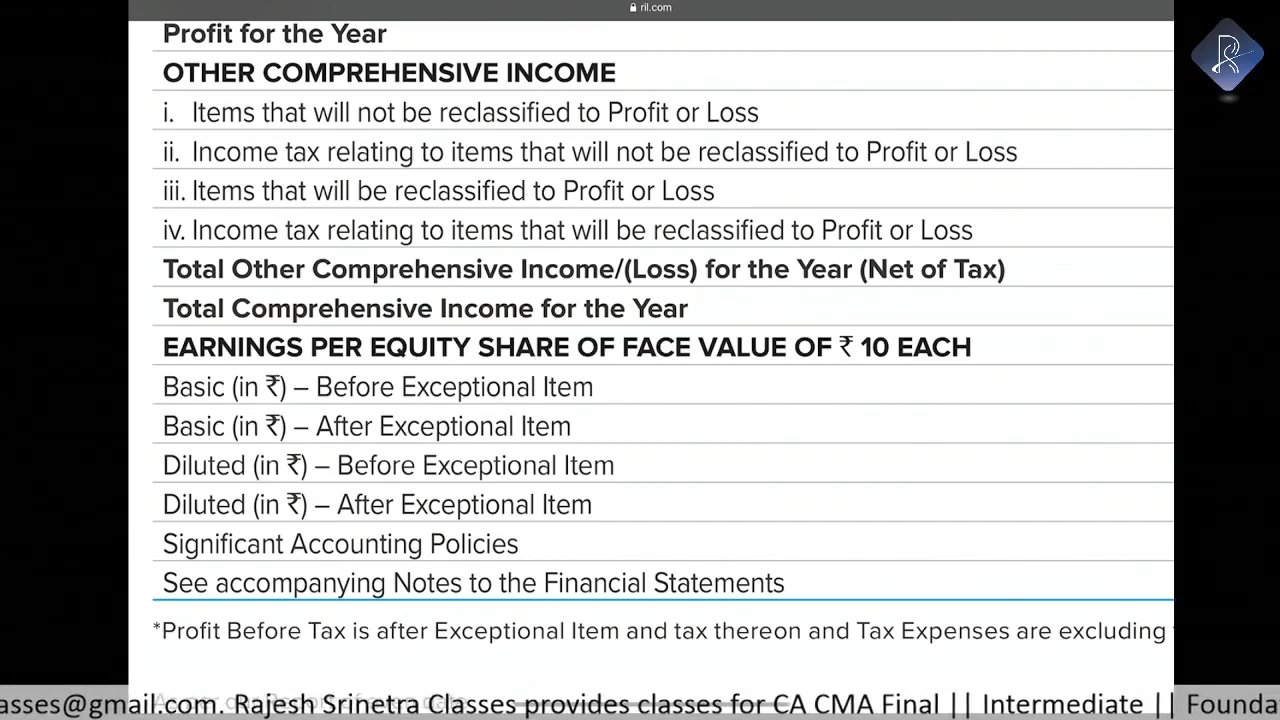 ril.com
Profit for the Year
OTHER COMPREHENSIVE INCOME
i. Items that will not be reclassified to Profit or Loss
ii. Income tax relating to items that will not be reclassified to Profit or Loss
iii. Items that will be reclassified to Profit or Loss
iv. Income tax relating to items that will be reclassified to Profit or Loss
Total Other Comprehensive Income/(Loss) for the Year (Net of Tax)
Total Comprehensive Income for the Year
EARNINGS PER EQUITY SHARE OF FACE VALUE OF ₹ 10 EACH
Basic (in ₹) – Before Exceptional Item
Basic (in ₹) – After Exceptional Item
Diluted (in ₹) – Before Exceptional Item
Diluted (in ₹) – After Exceptional Item
Significant Accounting Policies
See accompanying Notes to the Financial Statements
*Profit Before Tax is after Exceptional Item and tax thereon and Tax Expenses are excluding
asses@gmail.com. Rajesh Srinetra Classes provides classes for CA CMA Final || Intermediate || Founda